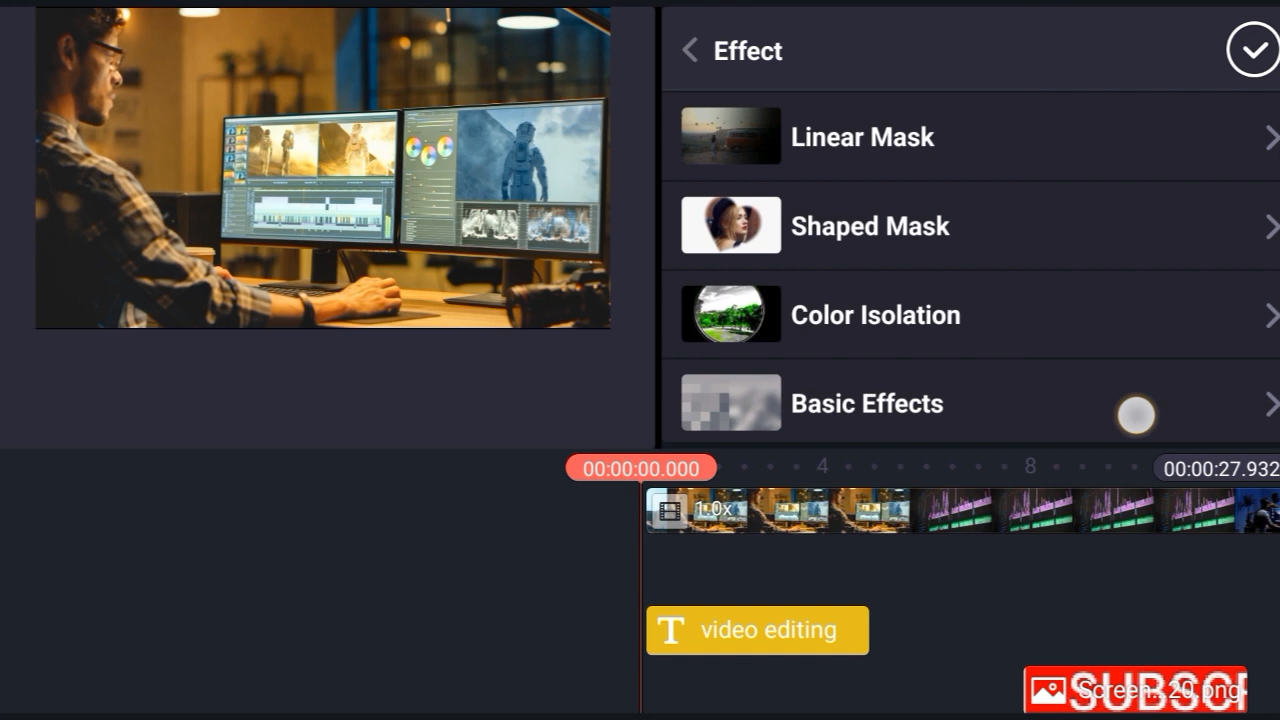 Effect
Linear Mask
Shaped Mask
Color Isolation
Basic Effects
00:00:00.000
4
8
00:00:27.932
1.0x
T video editing
Screen...20.png